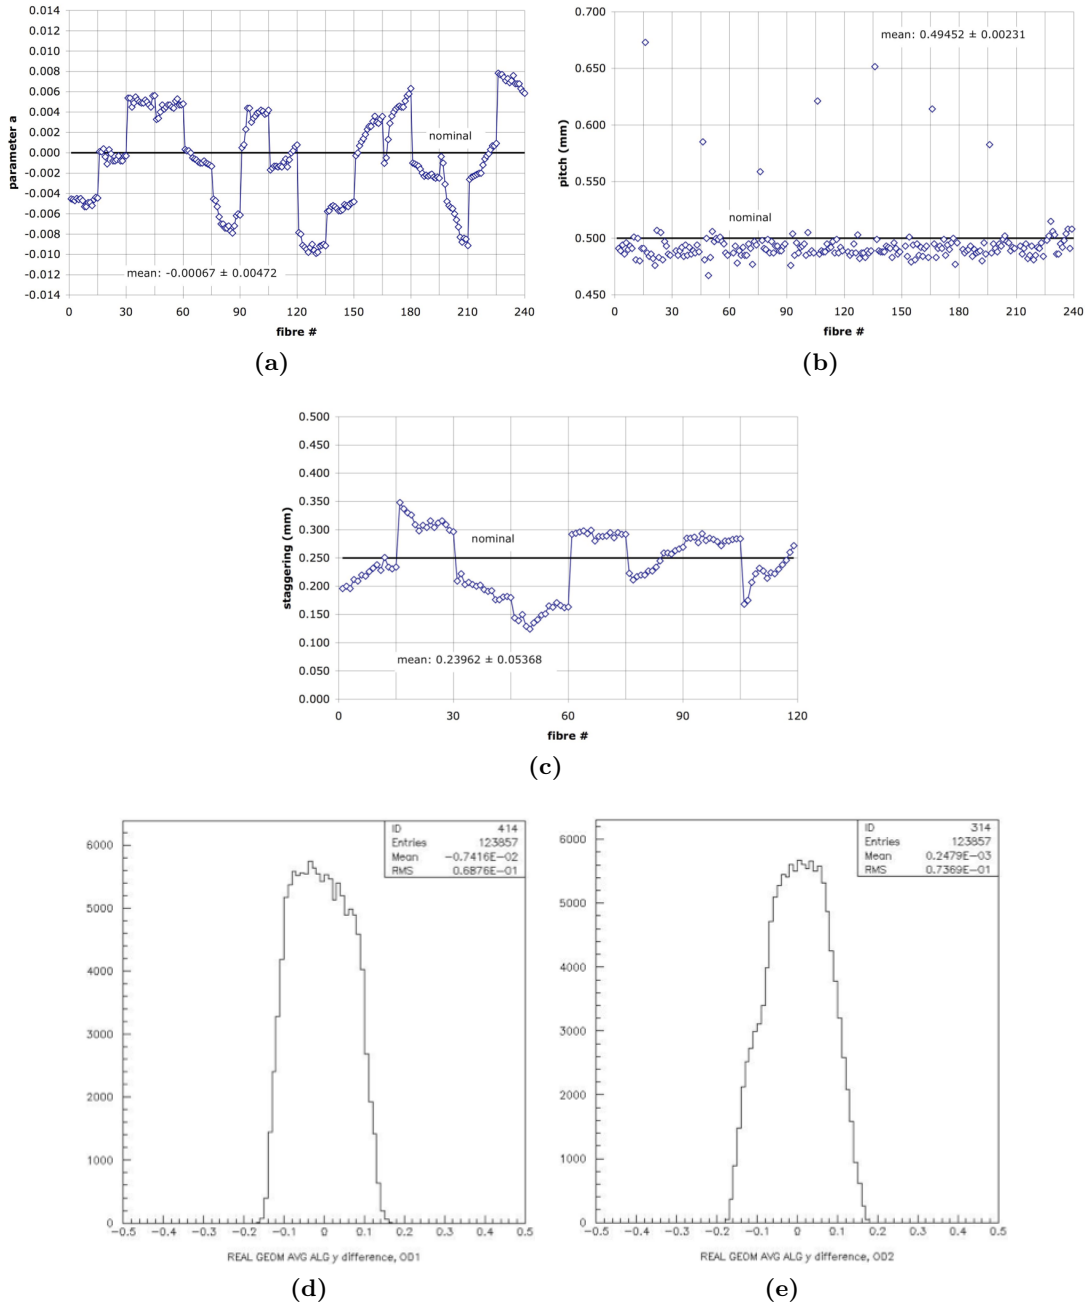 0.014
0.012
0.010
0.008
0.006
0.004
0.002
0.000
-0.002
-0.004
-0.006
-0.008
-0.010
-0.012
-0.014
parameter a
nominal
mean: -0.00067 ± 0.00472
0 30 60 90 120 150 180 210 240
fibre #
(a)
0.700
0.650
0.600
0.550
0.500
0.450
pitch (mm)
mean: 0.49452 ± 0.00231
nominal
0 30 60 90 120 150 180 210 240
fibre #
(b)
0.500
0.450
0.400
0.350
0.300
0.250
0.200
0.150
0.100
0.050
0.000
staggering (mm)
nominal
mean: 0.23962 ± 0.05368
0 30 60 90 120
fibre #
(c)
ID 414
Entries 123857
Mean -0.7416E-02
RMS 0.6876E-01
6000
5000
4000
3000
2000
1000
0
-0.5 -0.4 -0.3 -0.2 -0.1 0 0.1 0.2 0.3 0.4 0.5
REAL GEOM AVG ALG y difference, OD1
(d)
ID 314
Entries 123857
Mean 0.2479E-03
RMS 0.7369E-01
6000
5000
4000
3000
2000
1000
0
-0.5 -0.4 -0.3 -0.2 -0.1 0 0.1 0.2 0.3 0.4 0.5
REAL GEOM AVG ALG y difference, OD2
(e)